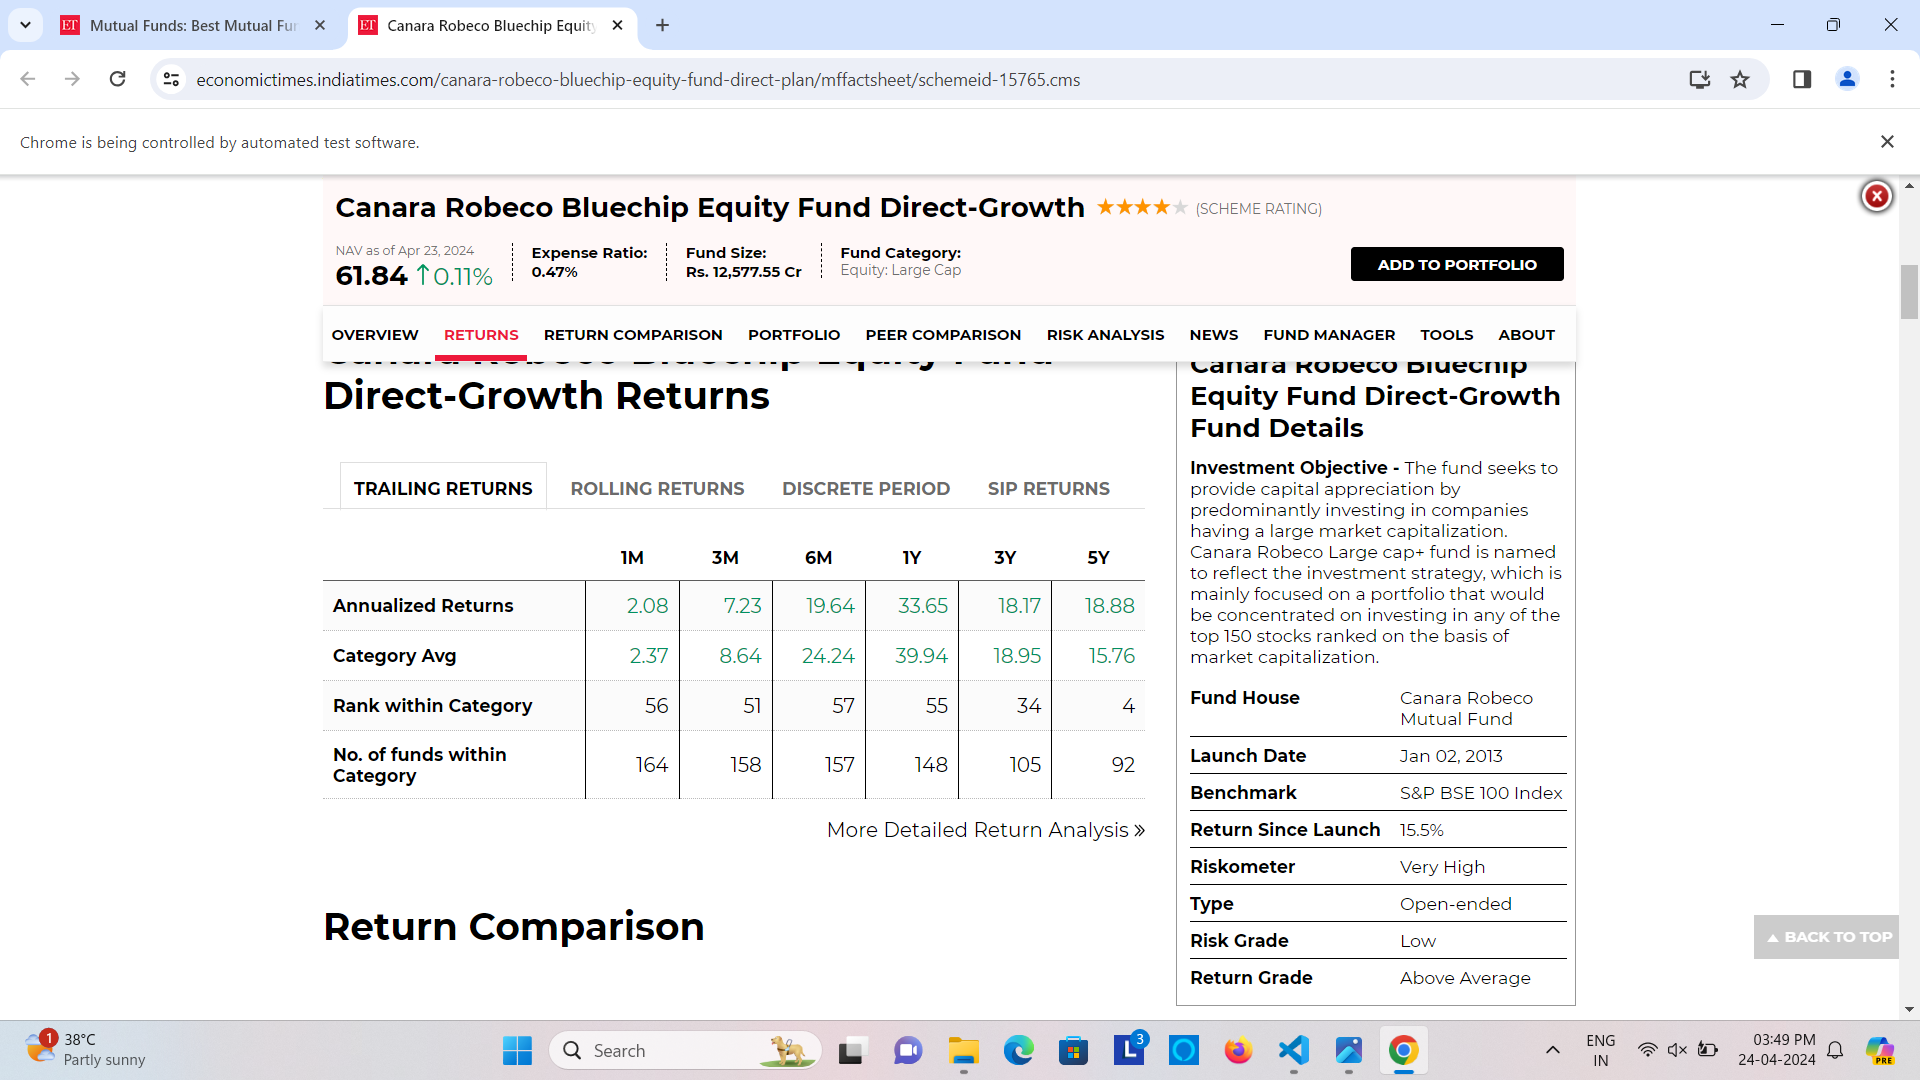 Mutual Funds: Best Mutual Fun
Canara Robeco Bluechip Equity
economictimes.indiatimes.com/canara-robeco-bluechip-equity-fund-direct-plan/mffactsheet/schemeid-15765.cms
Chrome is being controlled by automated test software.
Canara Robeco Bluechip Equity Fund Direct-Growth (SCHEME RATING)
NAV as of Apr 23, 2024
61.84 ↑0.11%
Expense Ratio:
0.47%
Fund Size:
Rs. 12,577.55 Cr
Fund Category:
Equity: Large Cap
ADD TO PORTFOLIO
OVERVIEW RETURNS RETURN COMPARISON PORTFOLIO PEER COMPARISON RISK ANALYSIS NEWS FUND MANAGER TOOLS ABOUT
Canara Robeco Bluechip Equity Fund
Direct-Growth Returns
TRAILING RETURNS ROLLING RETURNS DISCRETE PERIOD SIP RETURNS
1M 3M 6M 1Y 3Y 5Y
Annualized Returns 2.08 7.23 19.64 33.65 18.17 18.88
Category Avg 2.37 8.64 24.24 39.94 18.95 15.76
Rank within Category 56 51 57 55 34 4
No. of funds within
Category 164 158 157 148 105 92
More Detailed Return Analysis »
Return Comparison
Canara Robeco Bluechip
Equity Fund Direct-Growth
Fund Details
Investment Objective - The fund seeks to
provide capital appreciation by
predominantly investing in companies
having a large market capitalization.
Canara Robeco Large cap+ fund is named
to reflect the investment strategy, which is
mainly focused on a portfolio that would
be concentrated on investing in any of the
top 150 stocks ranked on the basis of
market capitalization.
Fund House Canara Robeco
Mutual Fund
Launch Date Jan 02, 2013
Benchmark S&P BSE 100 Index
Return Since Launch 15.5%
Riskometer Very High
Type Open-ended
Risk Grade Low
Return Grade Above Average
BACK TO TOP
1
38°C
Partly sunny
Search
3
PRE
ENG
IN
03:49 PM
24-04-2024